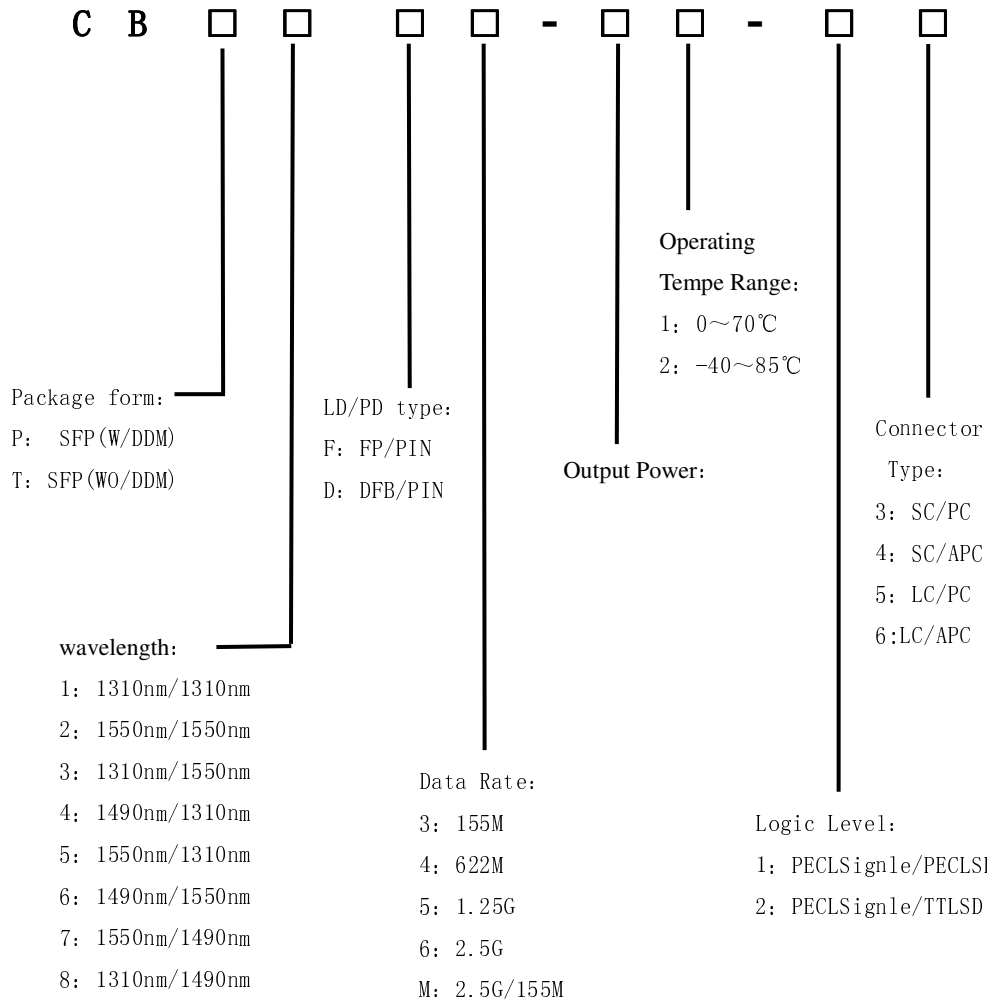 C B □ □ □ □ - □ □ - □ □
Operating
Tempe Range：
1：0～70℃
2：-40～85℃
Package form：
P： SFP(W/DDM)
T：SFP(WO/DDM)
LD/PD type：
F：FP/PIN
D：DFB/PIN
Output Power：
Connector
Type：
3：SC/PC
4：SC/APC
5：LC/PC
6:LC/APC
wavelength：
1：1310nm/1310nm
2：1550nm/1550nm
3：1310nm/1550nm
4：1490nm/1310nm
5：1550nm/1310nm
6：1490nm/1550nm
7：1550nm/1490nm
8：1310nm/1490nm
Data Rate：
3：155M
4：622M
5：1.25G
6：2.5G
M：2.5G/155M
Logic Level：
1：PECLSignle/PECLS
2：PECLSignle/TTLSD